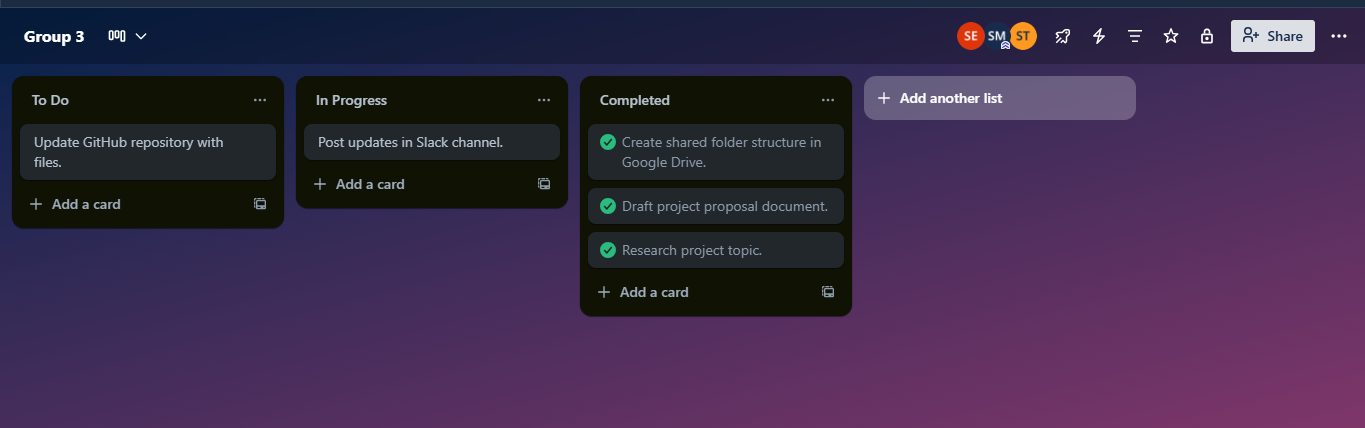 Group 3
SE SM ST
Share
To Do
Update GitHub repository with
files.
Add a card
In Progress
Post updates in Slack channel.
Add a card
Completed
Create shared folder structure in
Google Drive.
Draft project proposal document.
Research project topic.
Add a card
Add another list